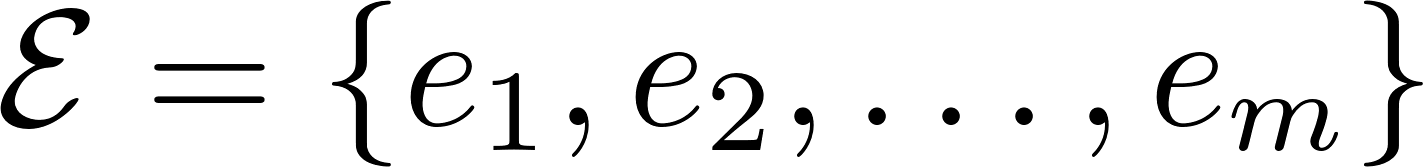 ℰ = {e₁, e₂, . . . , eₘ}